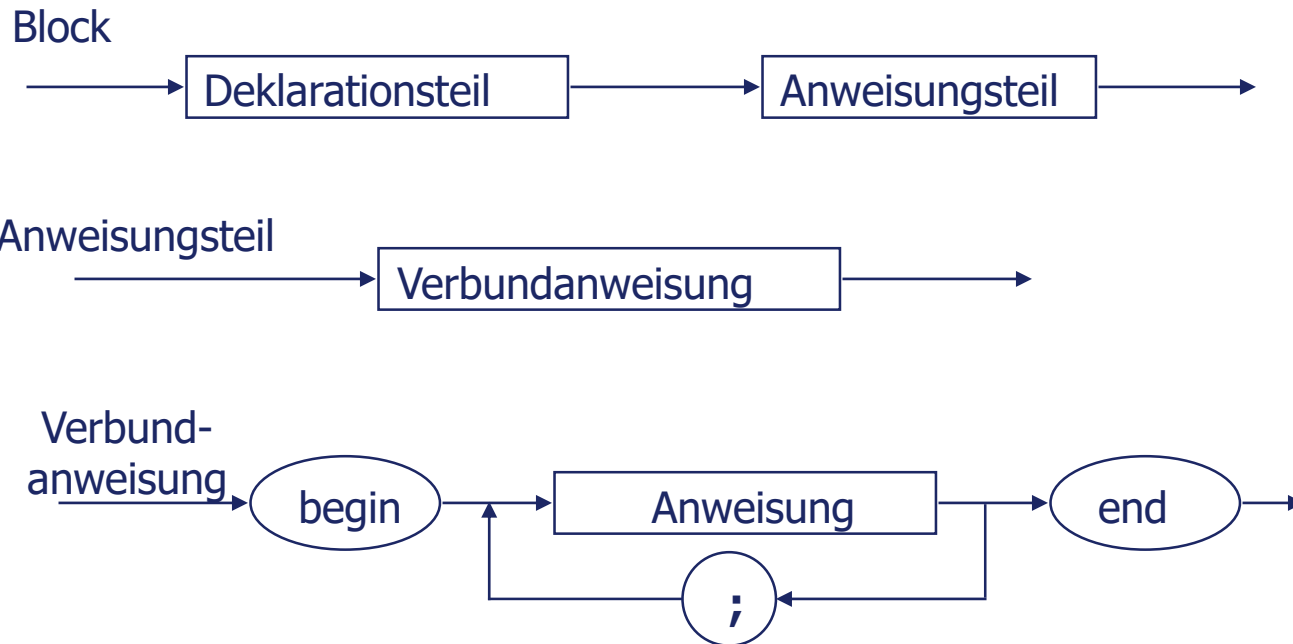 Block
Deklarationsteil Anweisungsteil
Anweisungsteil
Verbundanweisung
Verbund-
anweisung
begin Anweisung end
;